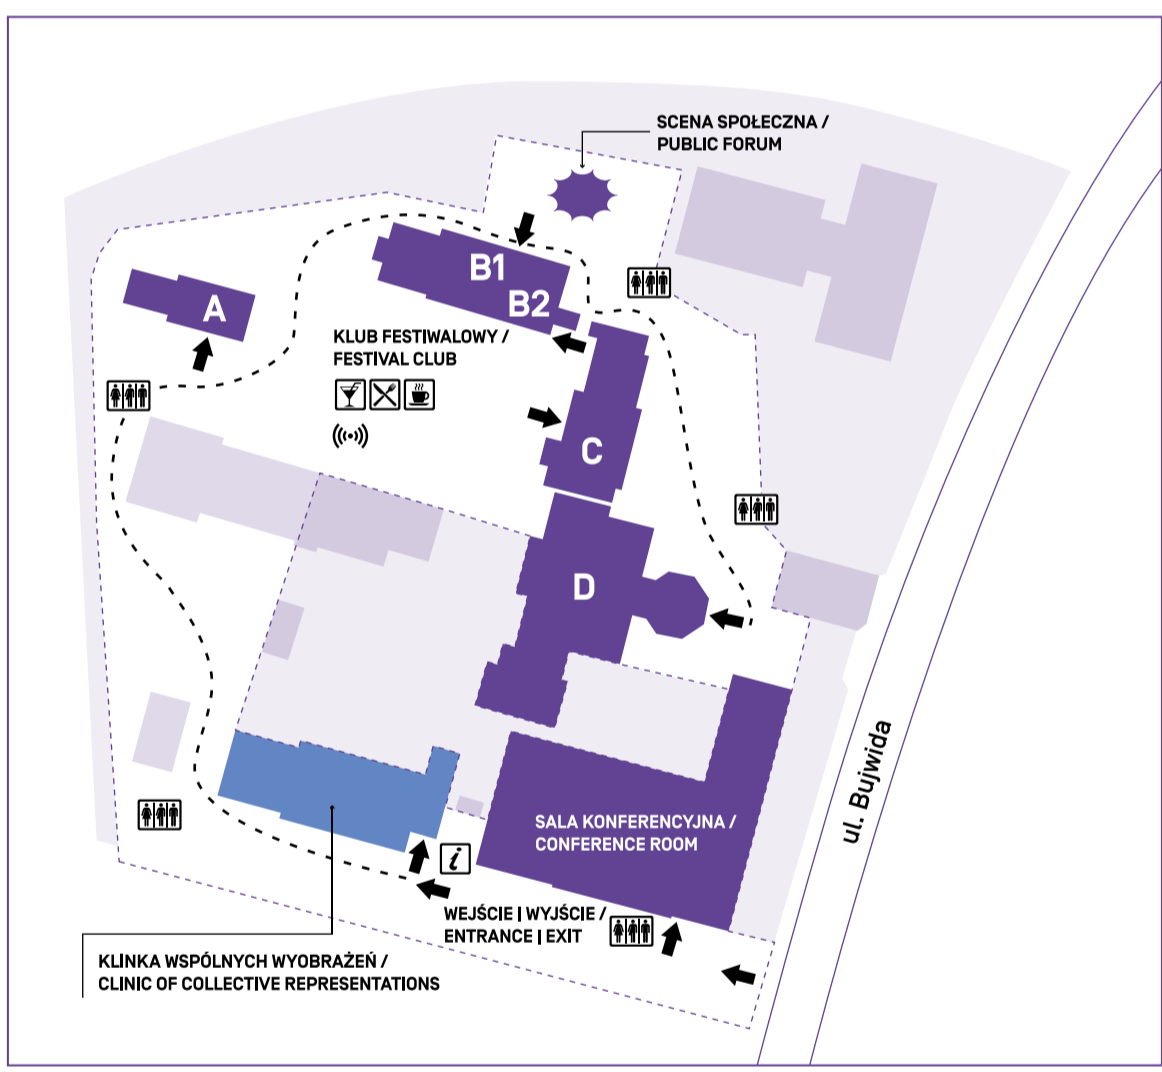 SCENA SPOŁECZNA /
PUBLIC FORUM
B1
B2
A
KLUB FESTIWALOWY /
FESTIVAL CLUB
C
D
ul. Bujwida
SALA KONFERENCYJNA /
CONFERENCE ROOM
i
WEJŚCIE | WYJŚCIE /
ENTRANCE | EXIT
KLINKA WSPÓLNYCH WYOBRAŻEŃ /
CLINIC OF COLLECTIVE REPRESENTATIONS